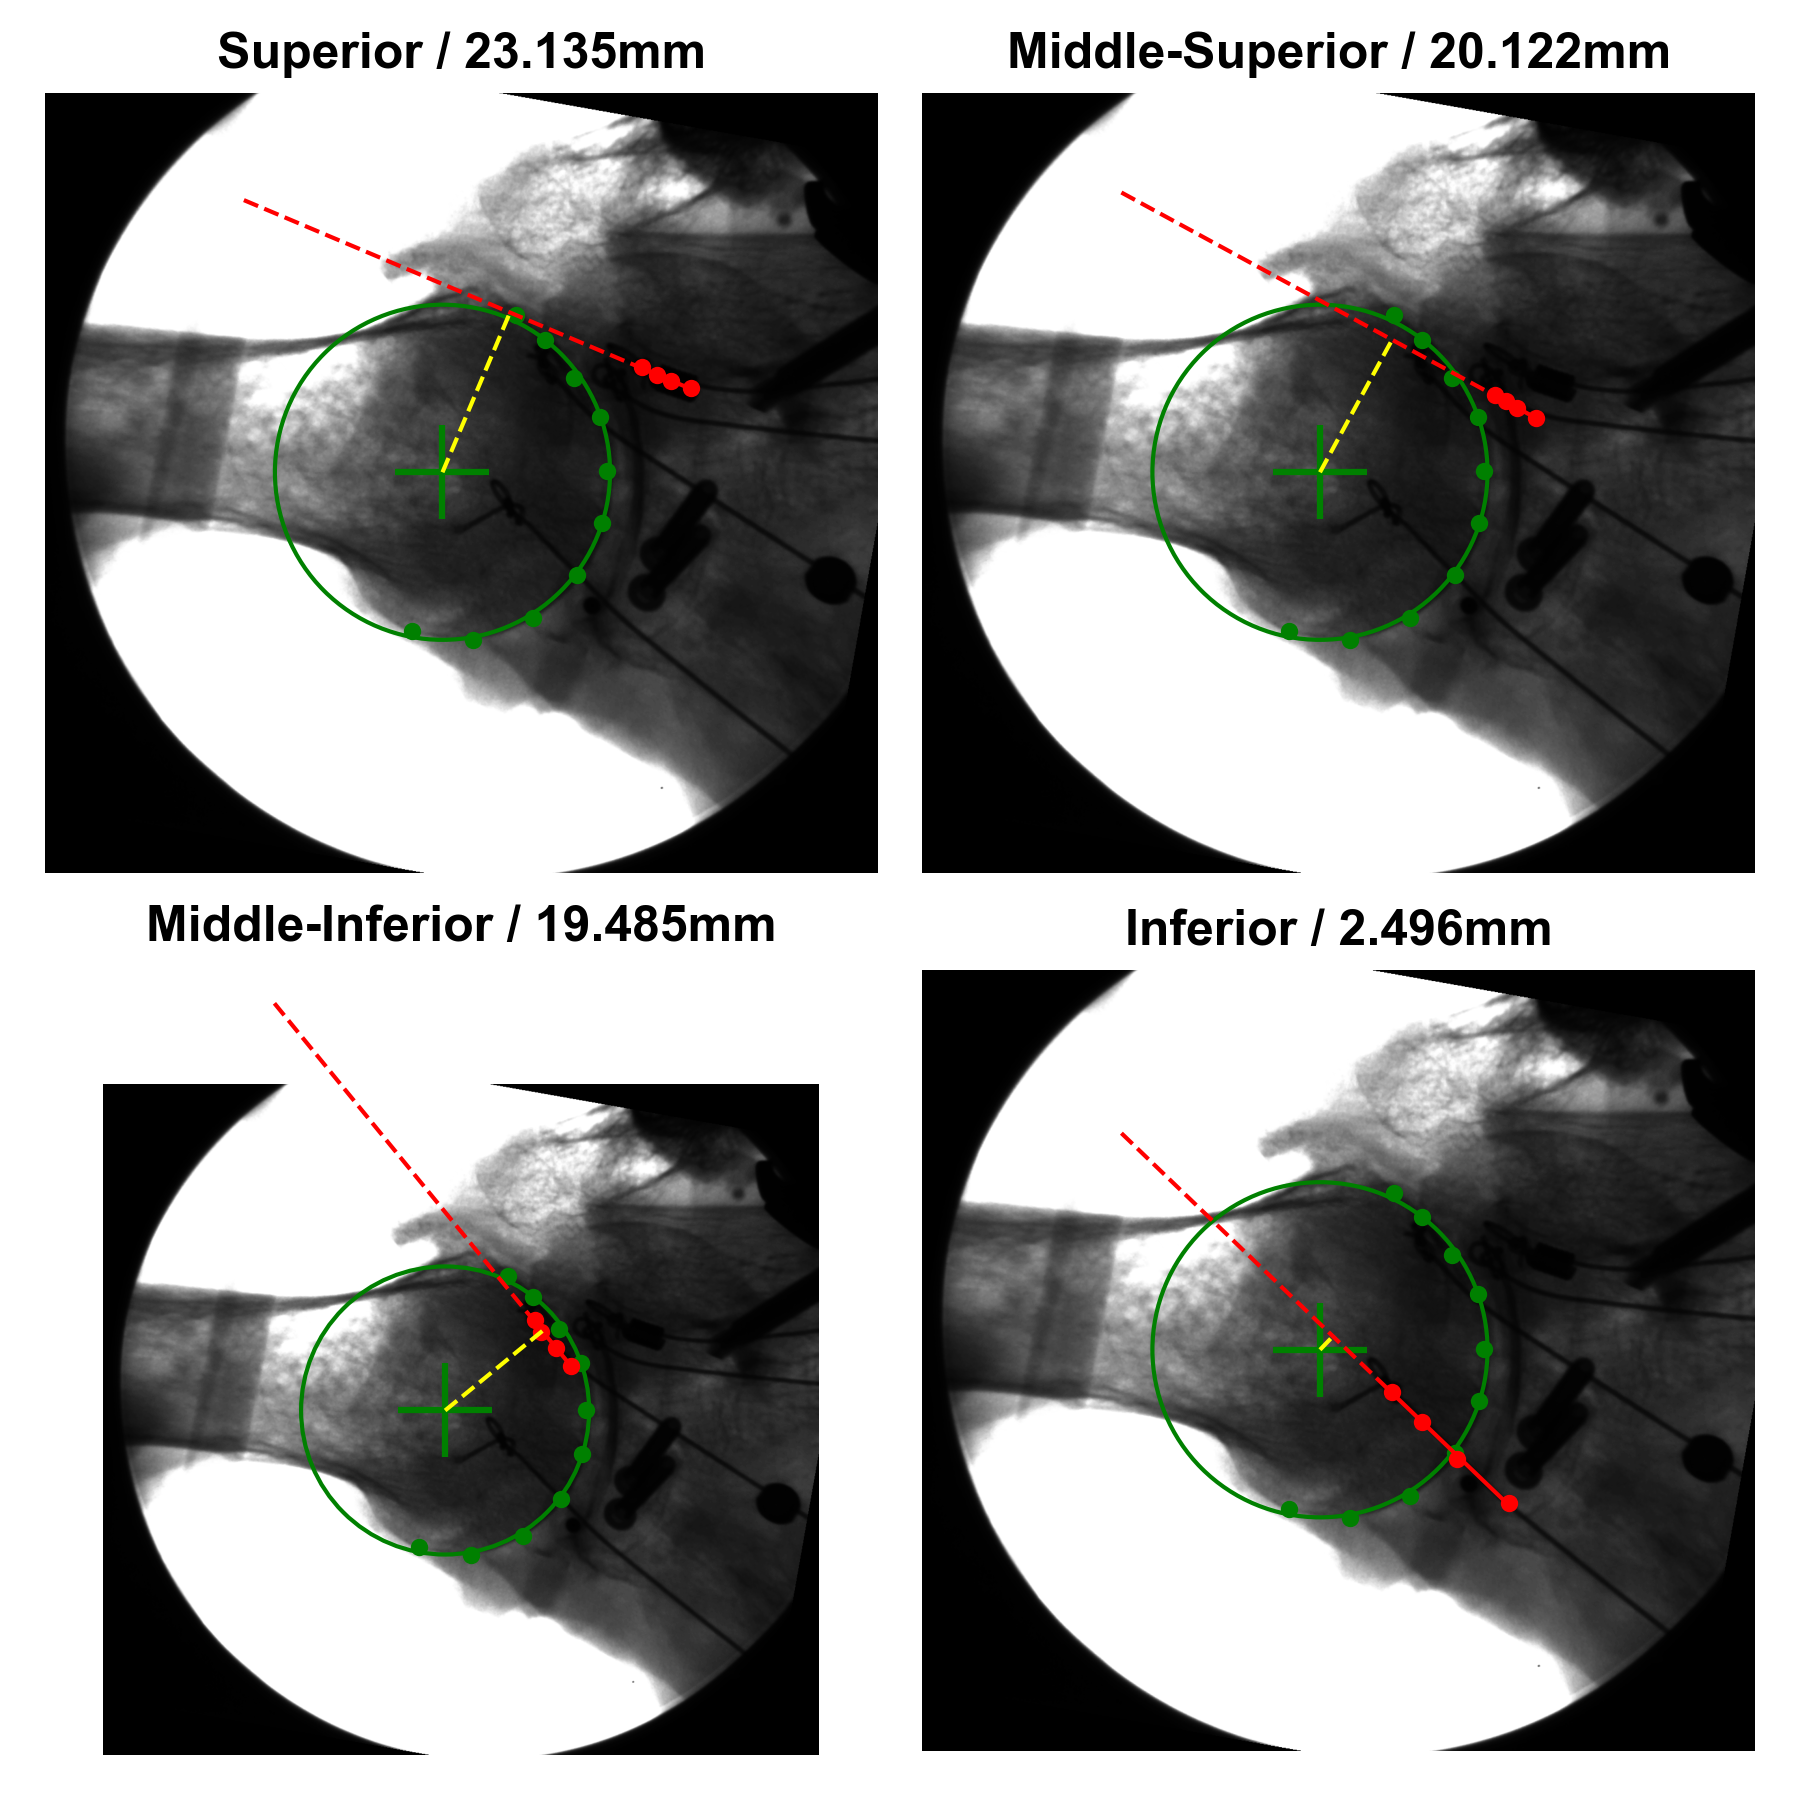 Superior / 23.135mm
Middle-Superior / 20.122mm
Middle-Inferior / 19.485mm
Inferior / 2.496mm